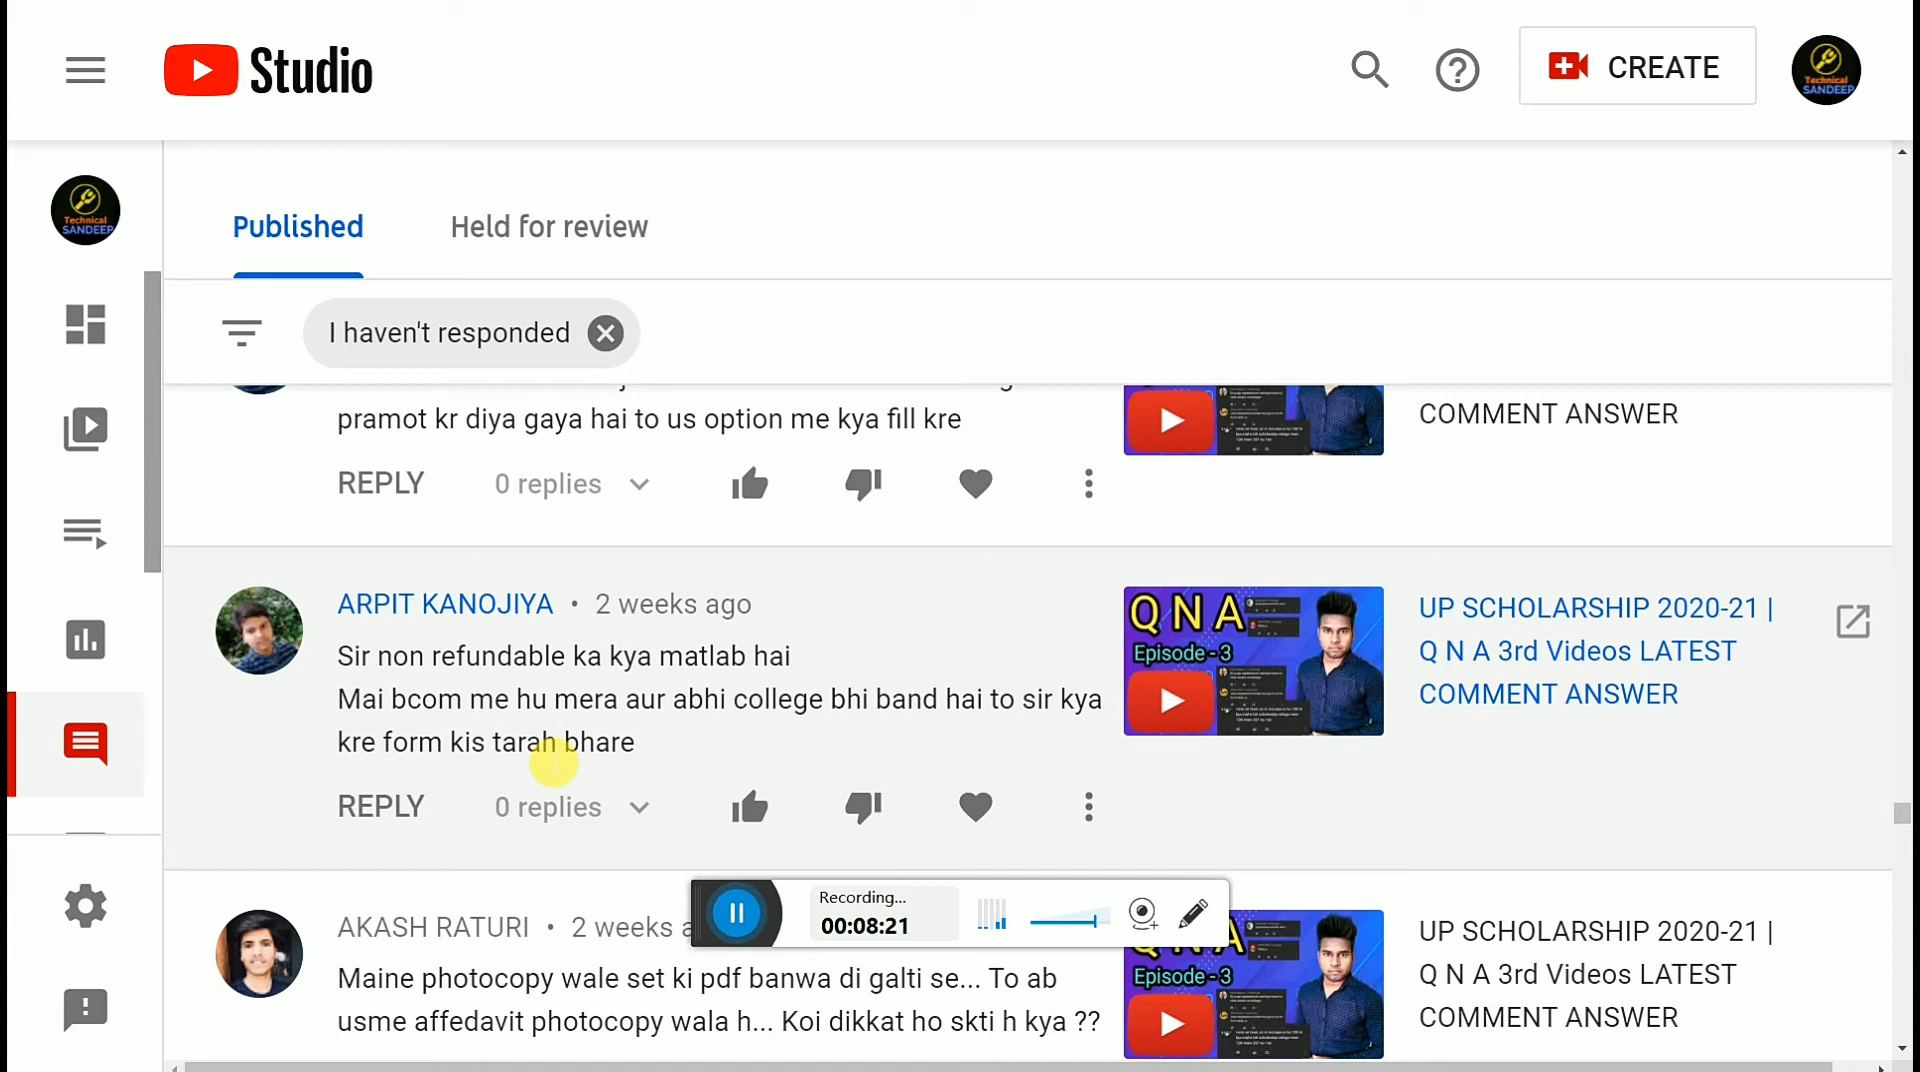 Studio
CREATE
Technical
SANDEEP
Technical
SANDEEP
Published
Held for review
I haven't responded
pramot kr diya gaya hai to us option me kya fill kre
COMMENT ANSWER
REPLY
0 replies
ARPIT KANOJIYA • 2 weeks ago
Sir non refundable ka kya matlab hai
Mai bcom me hu mera aur abhi college bhi band hai to sir kya
kre form kis tarah bhare
Q N A
Episode - 3
UP SCHOLARSHIP 2020-21 |
Q N A 3rd Videos LATEST
COMMENT ANSWER
REPLY
0 replies
Recording...
00:08:21
AKASH RATURI • 2 weeks
Maine photocopy wale set ki pdf banwa di galti se... To ab
usme affedavit photocopy wala h... Koi dikkat ho skti h kya ??
Episode - 3
UP SCHOLARSHIP 2020-21 |
Q N A 3rd Videos LATEST
COMMENT ANSWER